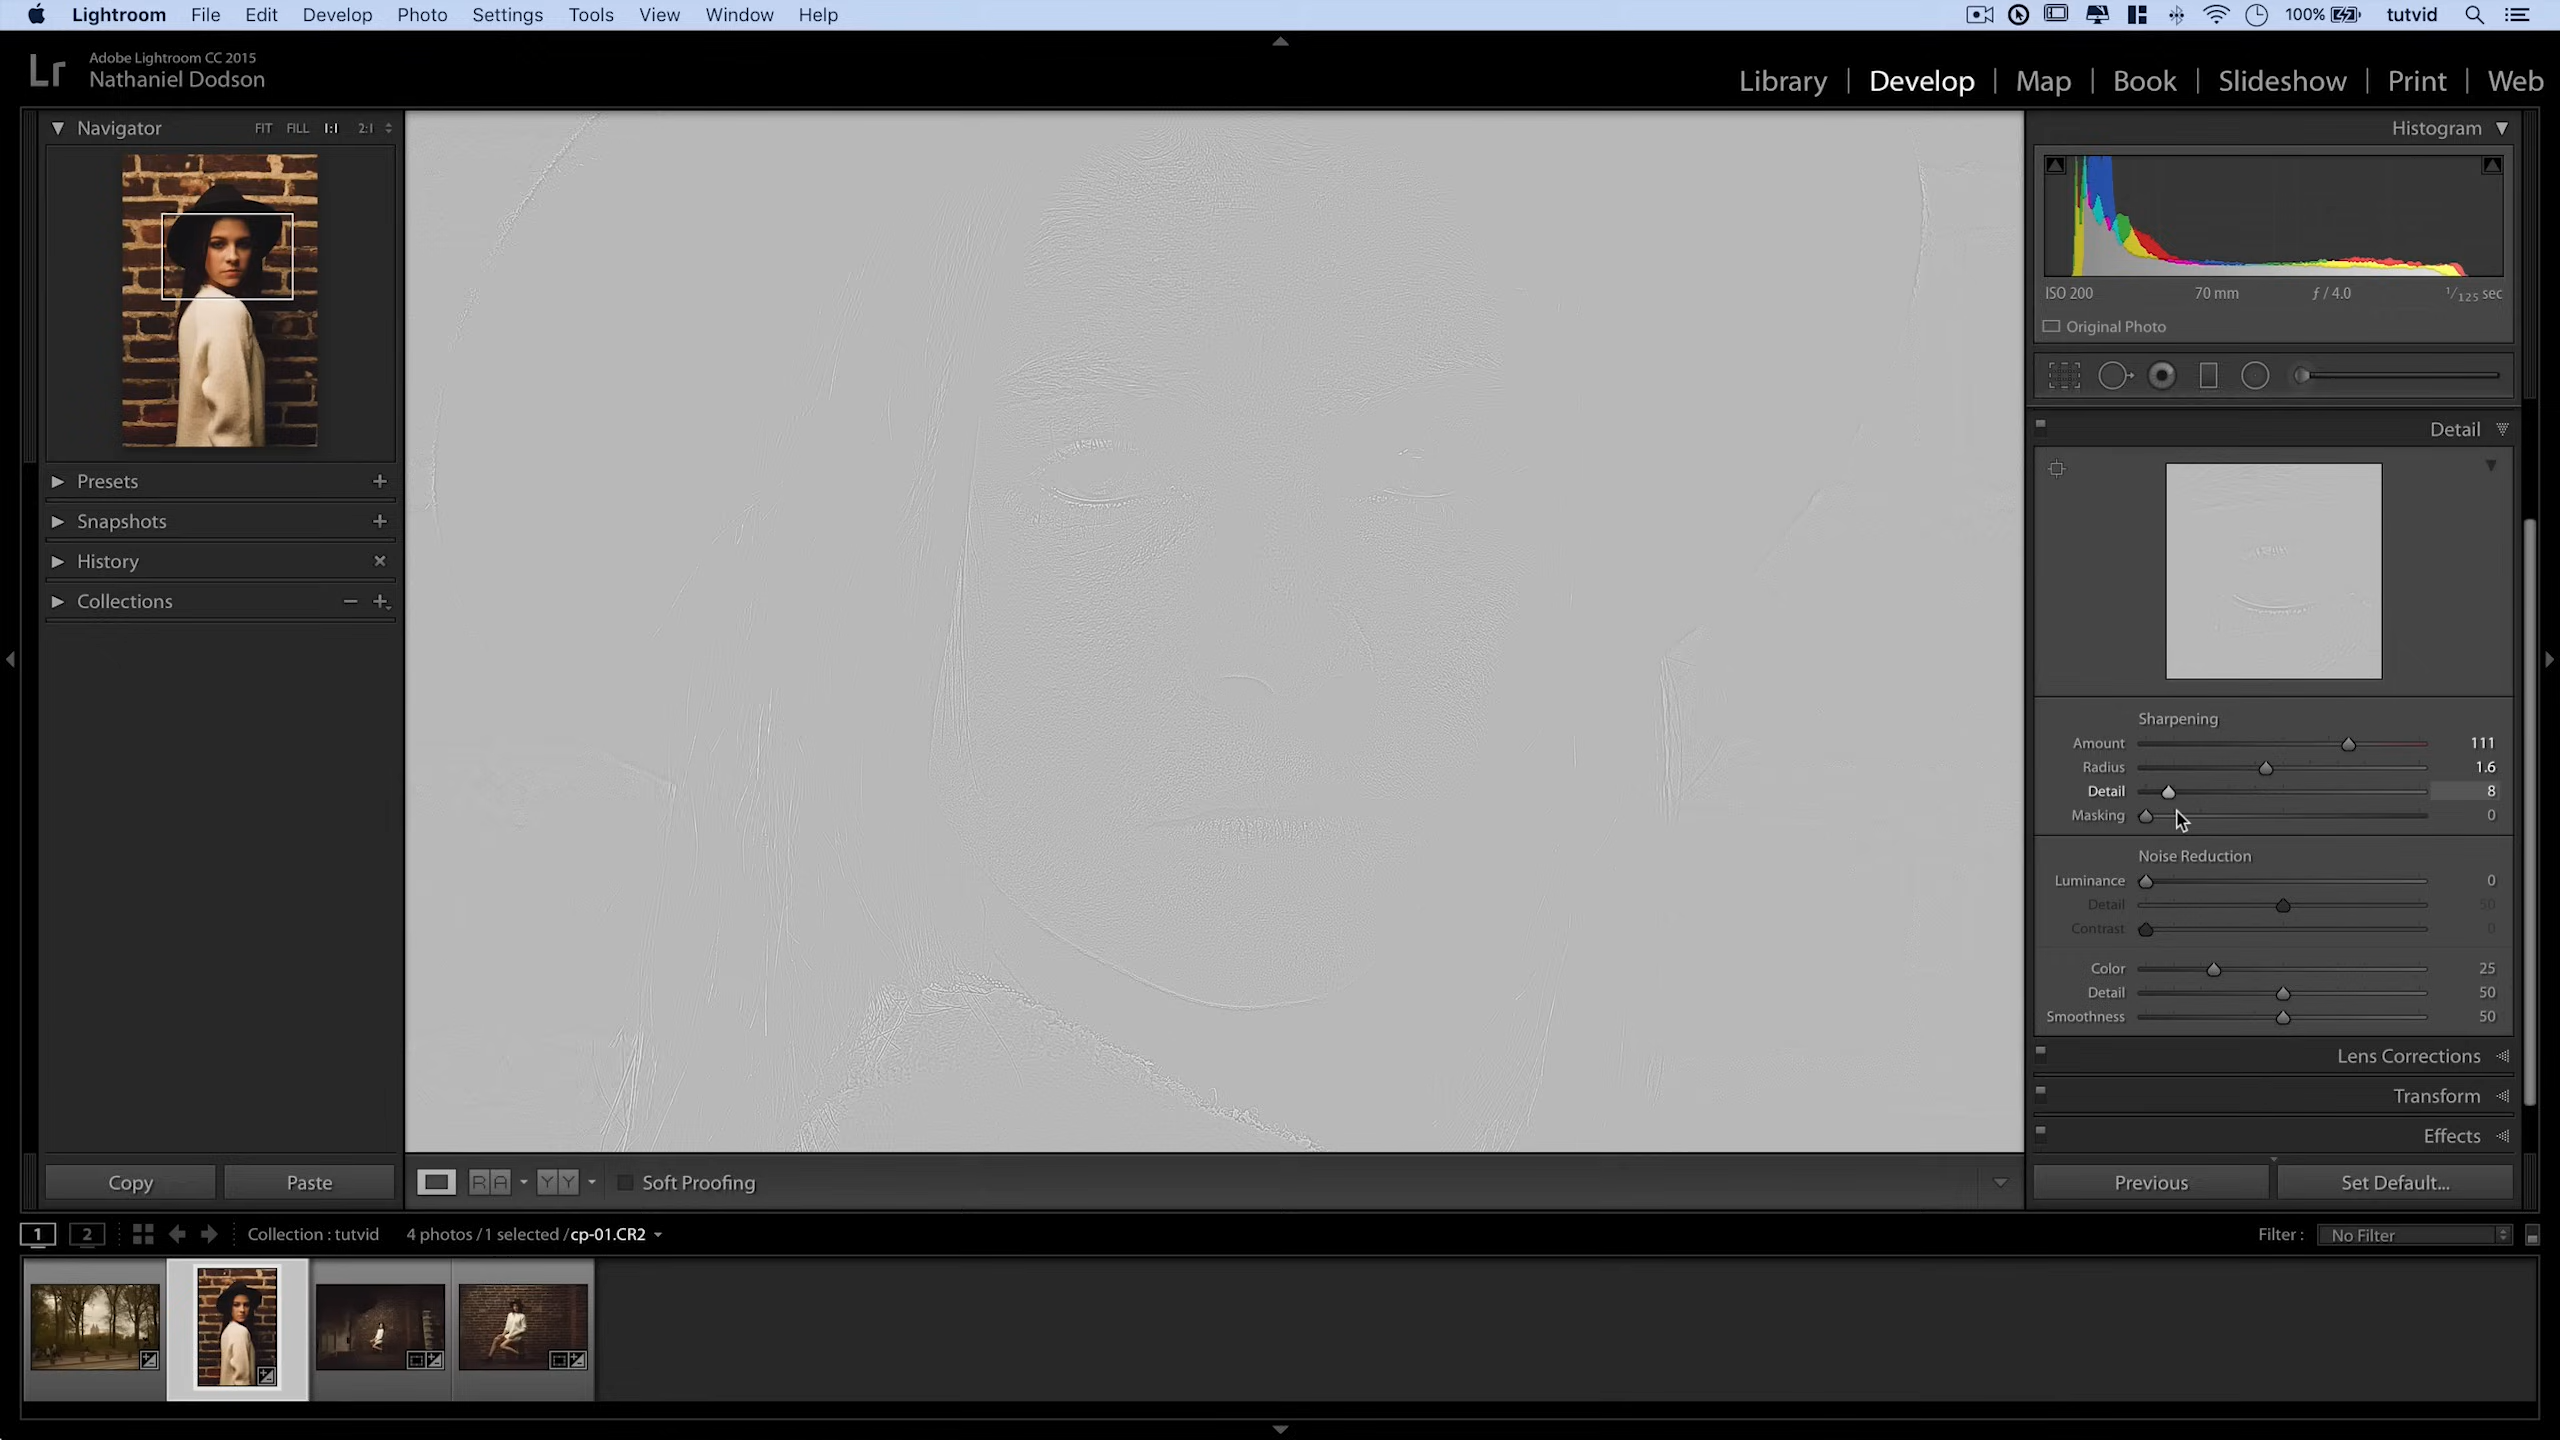 Lightroom File Edit Develop Photo Settings Tools View Window Help 100% tutvid
Lr Adobe Lightroom CC 2015
Nathaniel Dodson
Library | Develop | Map | Book | Slideshow | Print | Web
Navigator FIT FILL 1:1 2:1
Presets
Snapshots
History
Collections
Copy Paste
Histogram
ISO 200 70 mm ƒ / 4.0 1/125 sec
Original Photo
Detail
Sharpening
Amount 111
Radius 1.6
Detail 8
Masking 0
Noise Reduction
Luminance 0
Detail 50
Contrast 0
Color 25
Detail 50
Smoothness 50
Lens Corrections
Transform
Effects
Previous Set Default...
R A Y Y Soft Proofing
1 2 Collection : tutvid 4 photos / 1 selected / cp-01.CR2 Filter : No Filter